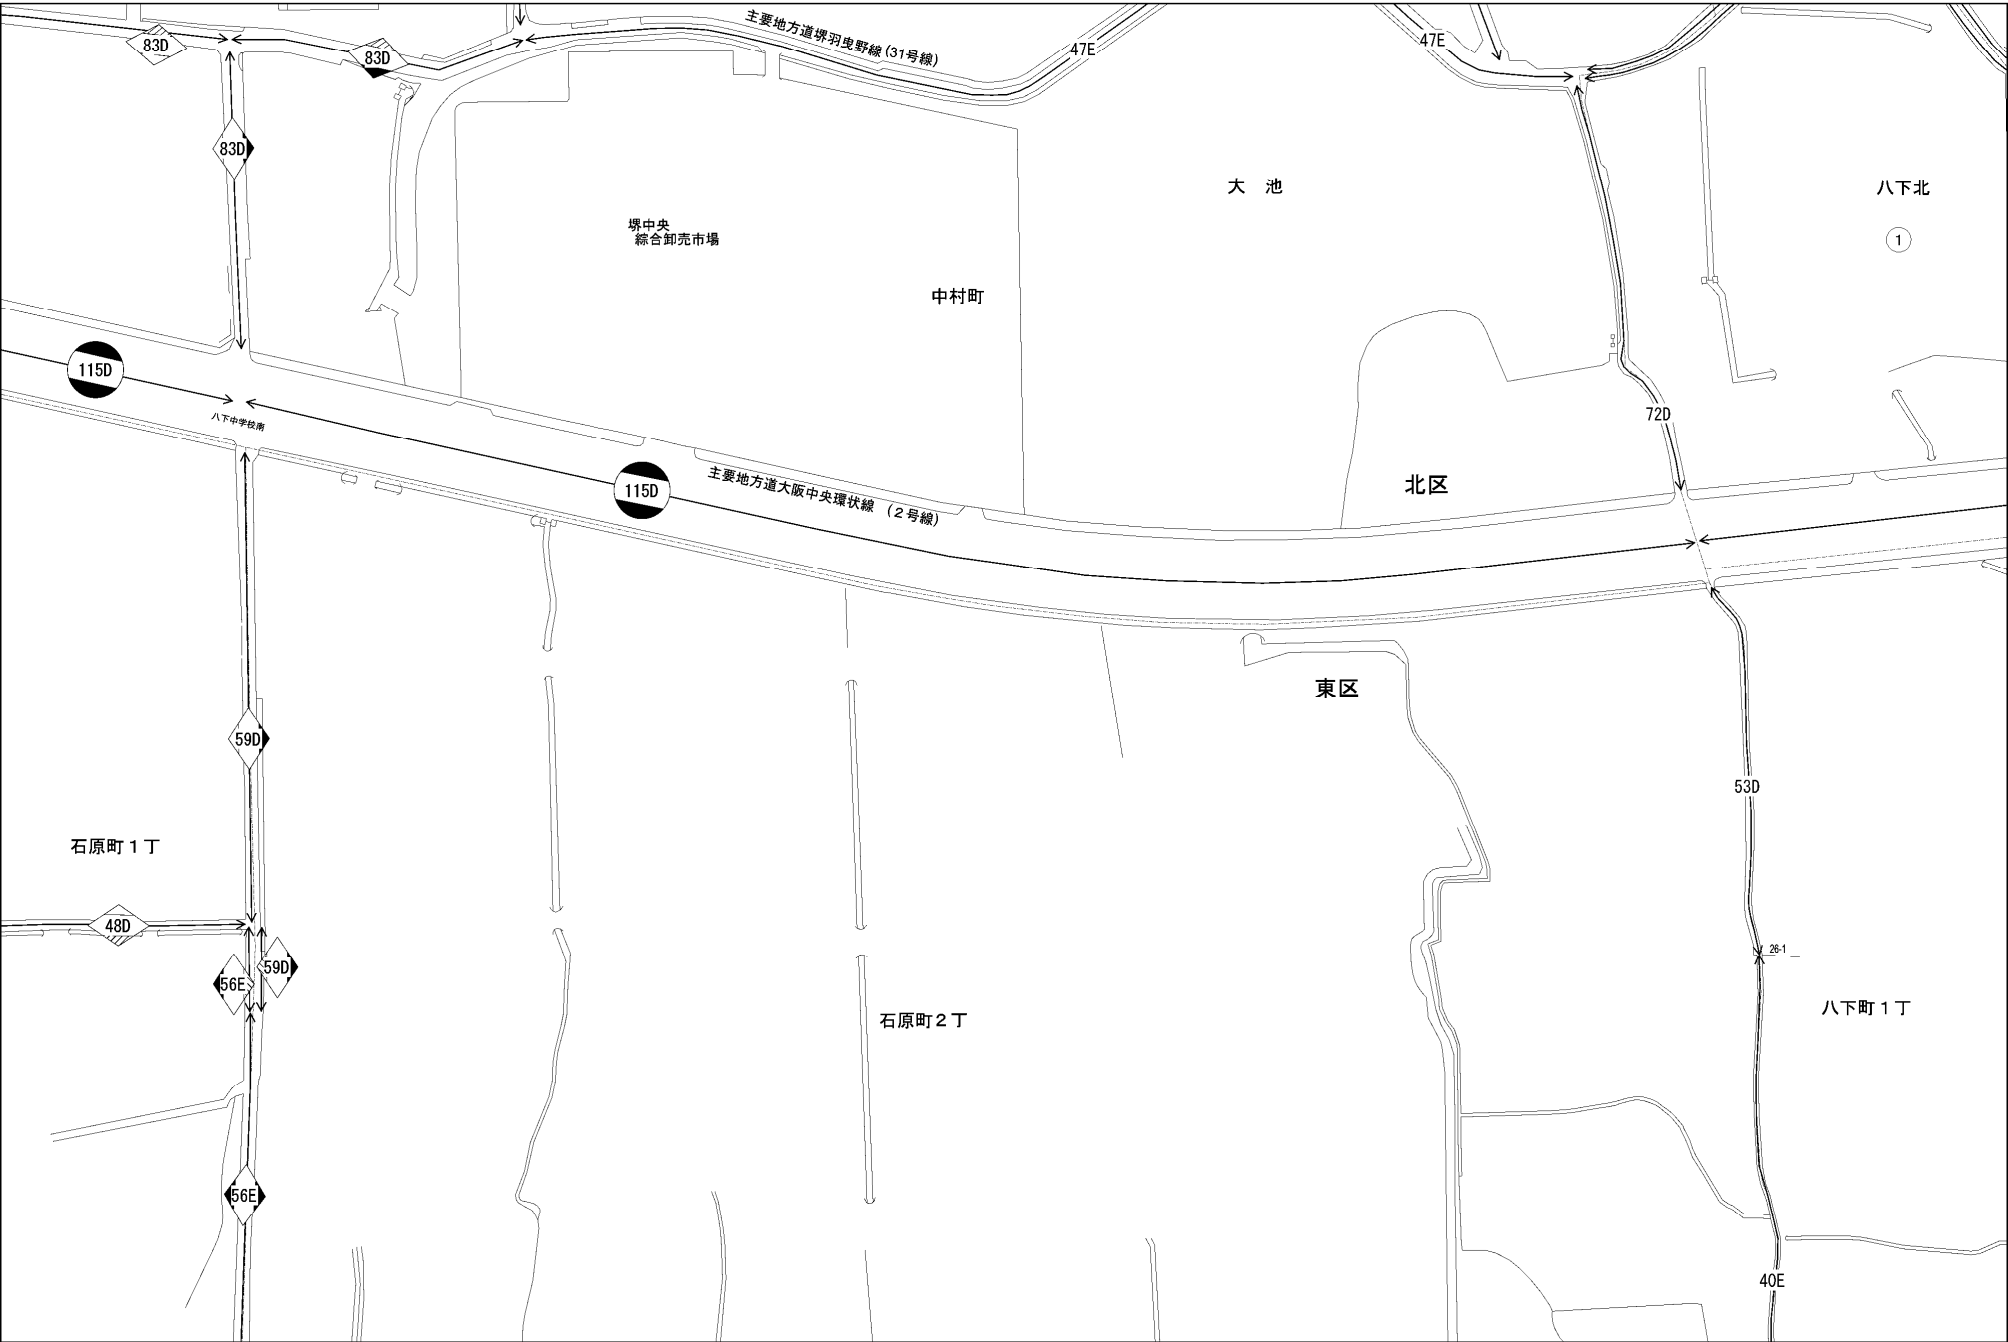 主要地方道堺羽曳野線(31号線)
83D
83D
47E
47E
83D
大 池
八下北
1
堺中央
綜合卸売市場
中村町
115D
72D
八下中学校南
115D
主要地方道大阪中央環状線 (2号線)
北区
東区
59D
53D
石原町1丁
48D
26-1
59D
56E
石原町2丁
八下町1丁
56E
40E